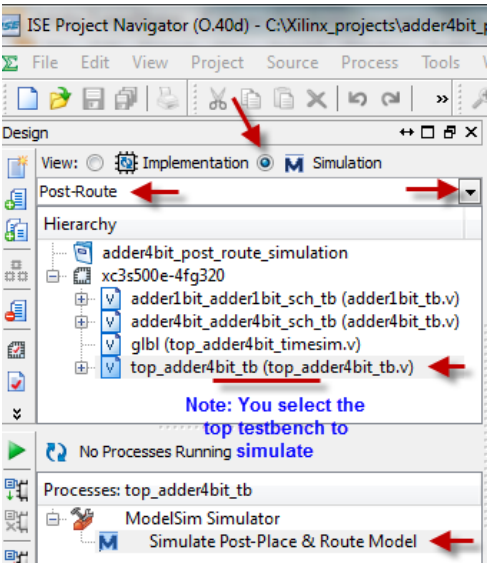 ISE Project Navigator (O.40d) - C:\Xilinx_projects\adder4bit_p
File Edit View Project Source Process Tools
»
Design
View: Implementation Simulation
Post-Route
Hierarchy
adder4bit_post_route_simulation
xc3s500e-4fg320
adder1bit_adder1bit_sch_tb (adder1bit_tb.v)
adder4bit_adder4bit_sch_tb (adder4bit_tb.v)
glbl (top_adder4bit_timesim.v)
top_adder4bit_tb (top_adder4bit_tb.v)
Note: You select the
top testbench to
No Processes Running simulate
Processes: top_adder4bit_tb
ModelSim Simulator
Simulate Post-Place & Route Model